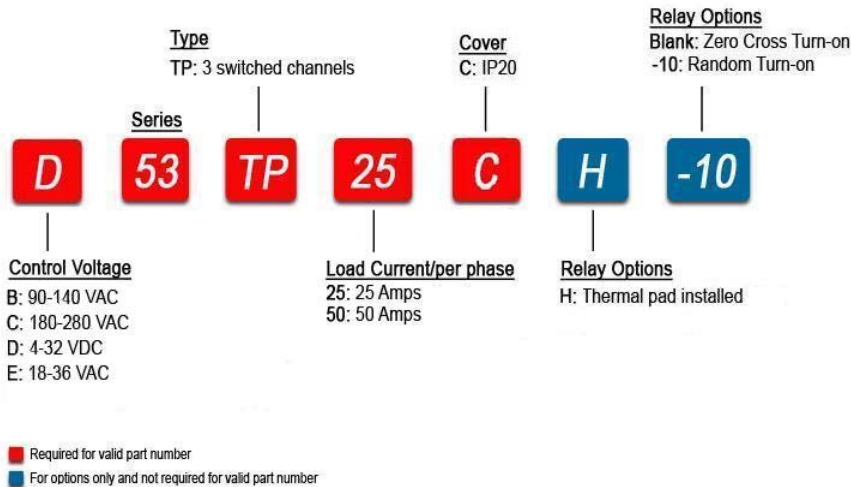 Relay Options
Blank: Zero Cross Turn-on
-10: Random Turn-on
Type
TP: 3 switched channels
Cover
C: IP20
Series
D 53 TP 25 C H -10
Control Voltage
B: 90-140 VAC
C: 180-280 VAC
D: 4-32 VDC
E: 18-36 VAC
Load Current/per phase
25: 25 Amps
50: 50 Amps
Relay Options
H: Thermal pad installed
Required for valid part number
For options only and not required for valid part number